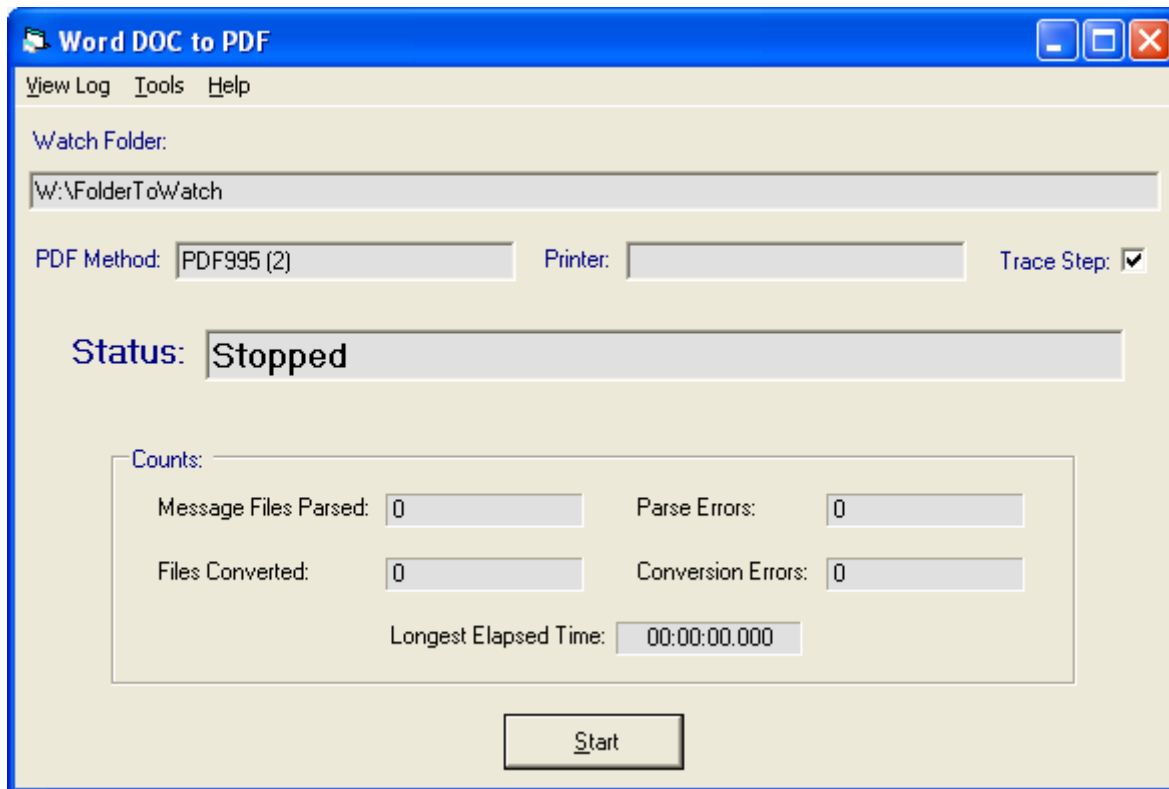 Word DOC to PDF
View Log Tools Help
Watch Folder:
W:\FolderToWatch
PDF Method: PDF995 (2) Printer: Trace Step:
Status: Stopped
Counts:
Message Files Parsed: 0 Parse Errors: 0
Files Converted: 0 Conversion Errors: 0
Longest Elapsed Time: 00:00:00.000
Start